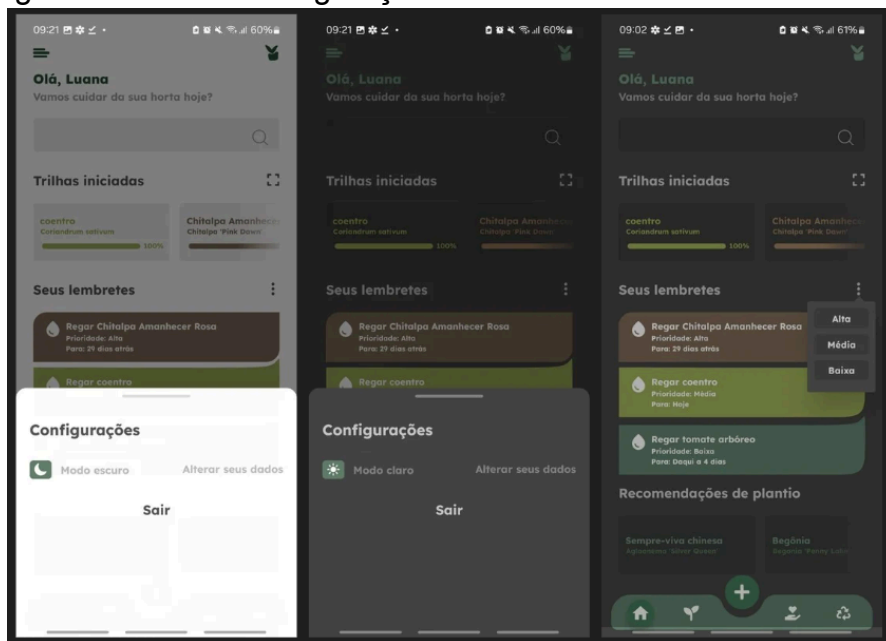 09:21 60%
Olá, Luana
Vamos cuidar da sua horta hoje?
Trilhas iniciadas
coentro
Coriandrum sativum
100%
Chitalpa Amanhecer
Chitalpa 'Pink Dawn'
Seus lembretes
Regar Chitalpa Amanhecer Rosa
Prioridade: Alta
Para: 29 dias atrás
Regar coentro
Configurações
Modo escuro
Alterar seus dados
Sair
09:21 60%
Olá, Luana
Vamos cuidar da sua horta hoje?
Trilhas iniciadas
coentro
Coriandrum sativum
100%
Chitalpa Amanhecer
Chitalpa 'Pink Dawn'
Seus lembretes
Regar Chitalpa Amanhecer Rosa
Prioridade: Alta
Para: 29 dias atrás
Regar coentro
Configurações
Modo claro
Alterar seus dados
Sair
09:02 61%
Olá, Luana
Vamos cuidar da sua horta hoje?
Trilhas iniciadas
coentro
Coriandrum sativum
100%
Chitalpa Amanhece
Chitalpa 'Pink Dawn'
Seus lembretes
Alta
Média
Baixa
Regar Chitalpa Amanhecer Rosa
Prioridade: Alta
Para: 29 dias atrás
Regar coentro
Prioridade: Média
Para: Hoje
Regar tomate arbóreo
Prioridade: Baixa
Para: Daqui a 4 dias
Recomendações de plantio
Sempre-viva chinesa
Begônia